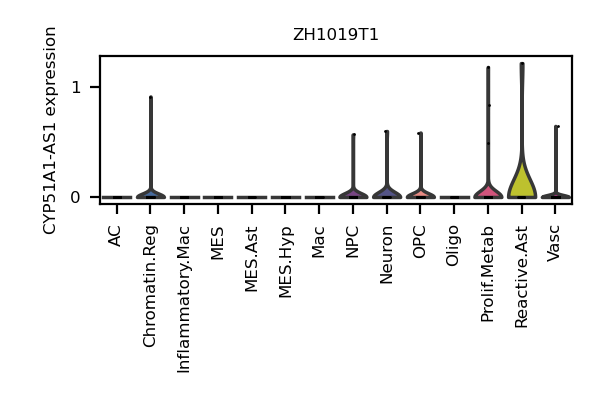 ZH1019T1
CYP51A1-AS1 expression
1
0
AC
Chromatin.Reg
Inflammatory.Mac
MES
MES.Ast
MES.Hyp
Mac
NPC
Neuron
OPC
Oligo
Prolif.Metab
Reactive.Ast
Vasc